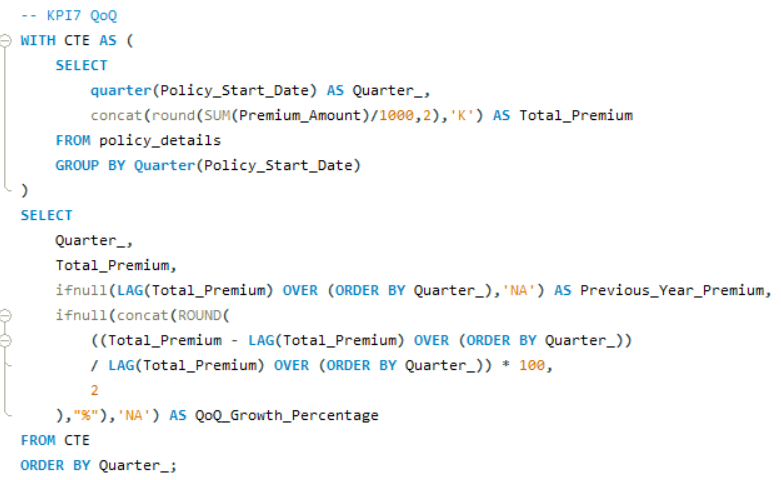 -- KPI7 QoQ
WITH CTE AS (
SELECT
quarter(Policy_Start_Date) AS Quarter_,
concat(round(SUM(Premium_Amount)/1000,2),'K') AS Total_Premium
FROM policy_details
GROUP BY Quarter(Policy_Start_Date)
)
SELECT
Quarter_,
Total_Premium,
ifnull(LAG(Total_Premium) OVER (ORDER BY Quarter_),'NA') AS Previous_Year_Premium,
ifnull(concat(ROUND(
((Total_Premium - LAG(Total_Premium) OVER (ORDER BY Quarter_))
/ LAG(Total_Premium) OVER (ORDER BY Quarter_)) * 100,
2
),"%"),'NA') AS QoQ_Growth_Percentage
FROM CTE
ORDER BY Quarter_;